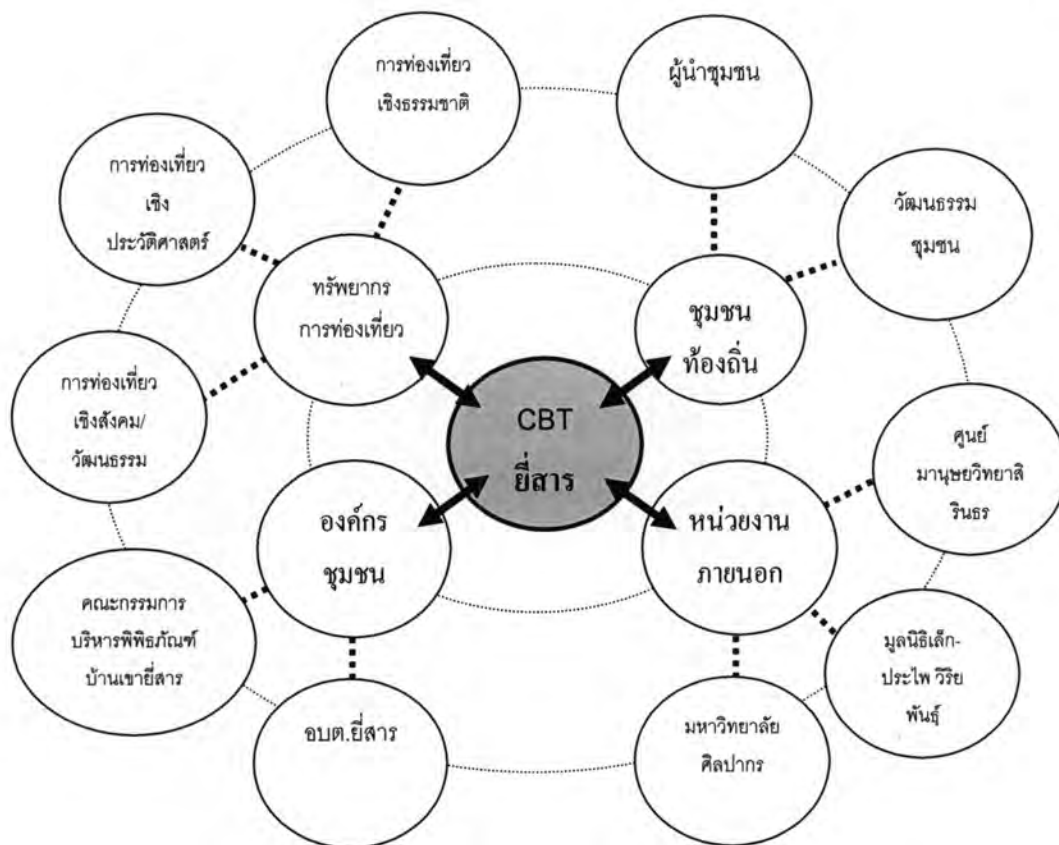 การท่องเที่ยว
เชิงธรรมชาติ
ผู้นำชุมชน
การท่องเที่ยว
เชิง
ประวัติศาสตร์
วัฒนธรรม
ชุมชน
ทรัพยากร
การท่องเที่ยว
ชุมชน
ท้องถิ่น
การท่องเที่ยว
เชิงสังคม/
วัฒนธรรม
CBT
ยี่สาร
ศูนย์
มานุษยวิทยาสิ
รินธร
องค์กร
ชุมชน
หน่วยงาน
ภายนอก
คณะกรรมการ
บริหารพิพิธภัณฑ์
บ้านเขายี่สาร
มูลนิธิเล็ก-
ประไพ วิริย
พันธุ์
อบต.ยี่สาร
มหาวิทยาลัย
ศิลปากร